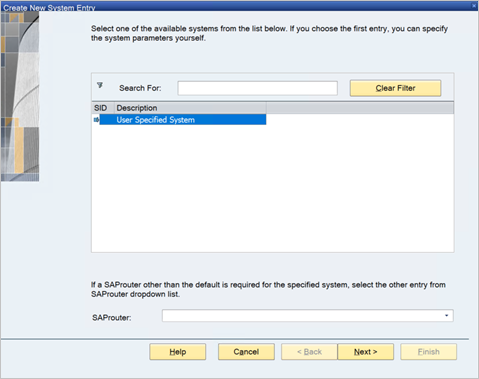 Create New System Entry
Select one of the available systems from the list below. If you choose the first entry, you can specify
the system parameters yourself.
Search For:
Clear Filter
SID Description
User Specified System
If a SAProuter other than the default is required for the specified system, select the other entry from
SAProuter dropdown list.
SAProuter:
Help Cancel < Back Next > Finish